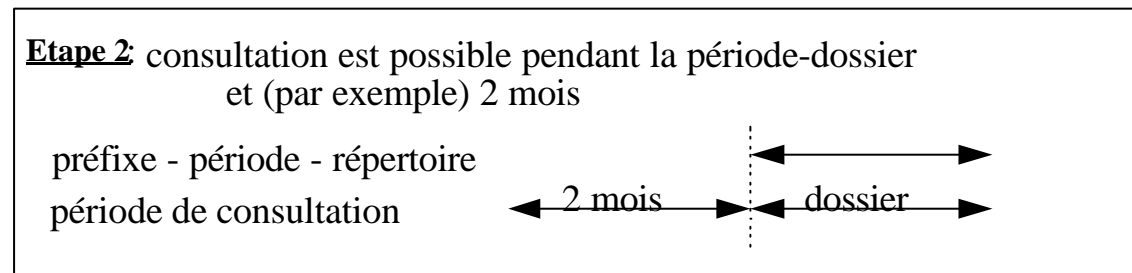 Etape 2: consultation est possible pendant la période-dossier
et (par exemple) 2 mois
préfixe - période - répertoire
période de consultation 2 mois dossier